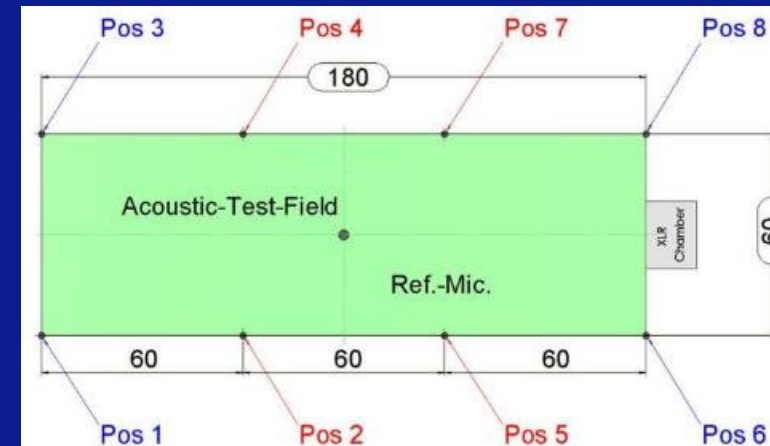 Pos 3
Pos 4
Pos 7
Pos 8
180
Acoustic-Test-Field
XLR
Chamber
60
Ref.-Mic.
60
60
60
Pos 1
Pos 2
Pos 5
Pos 6